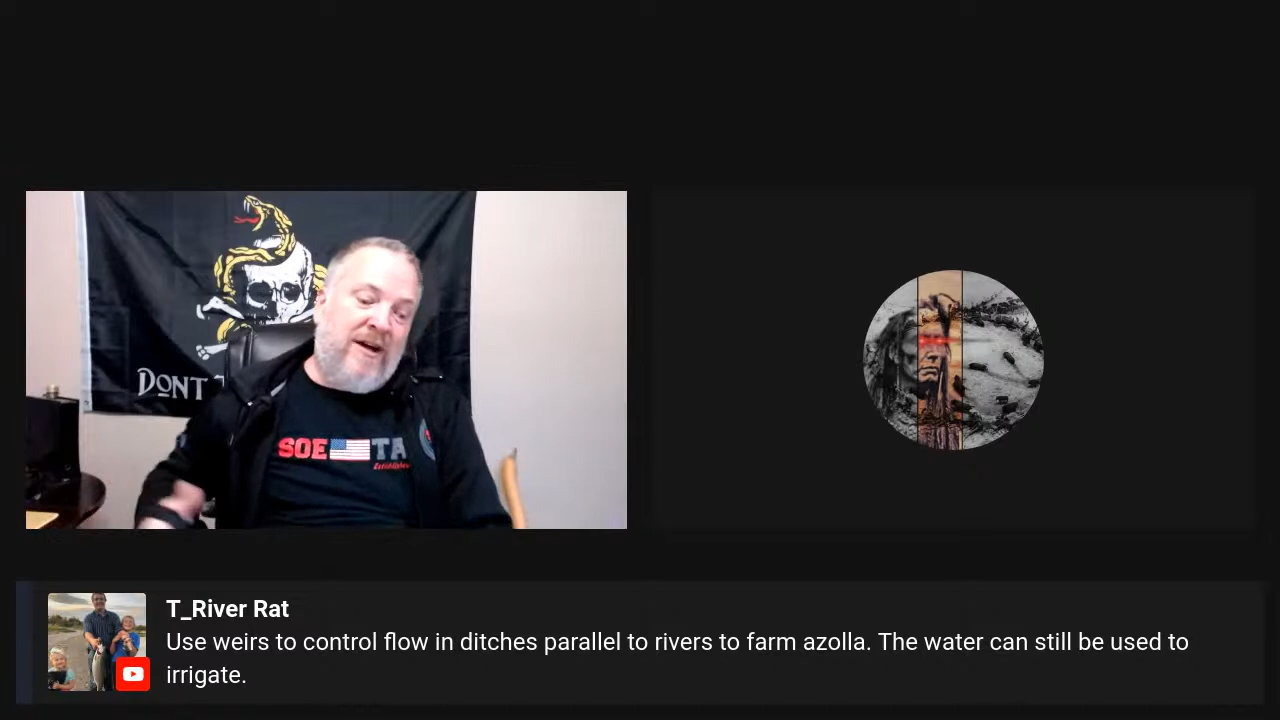 DONT
SOE TA
T_River Rat
Use weirs to control flow in ditches parallel to rivers to farm azolla. The water can still be used to
irrigate.